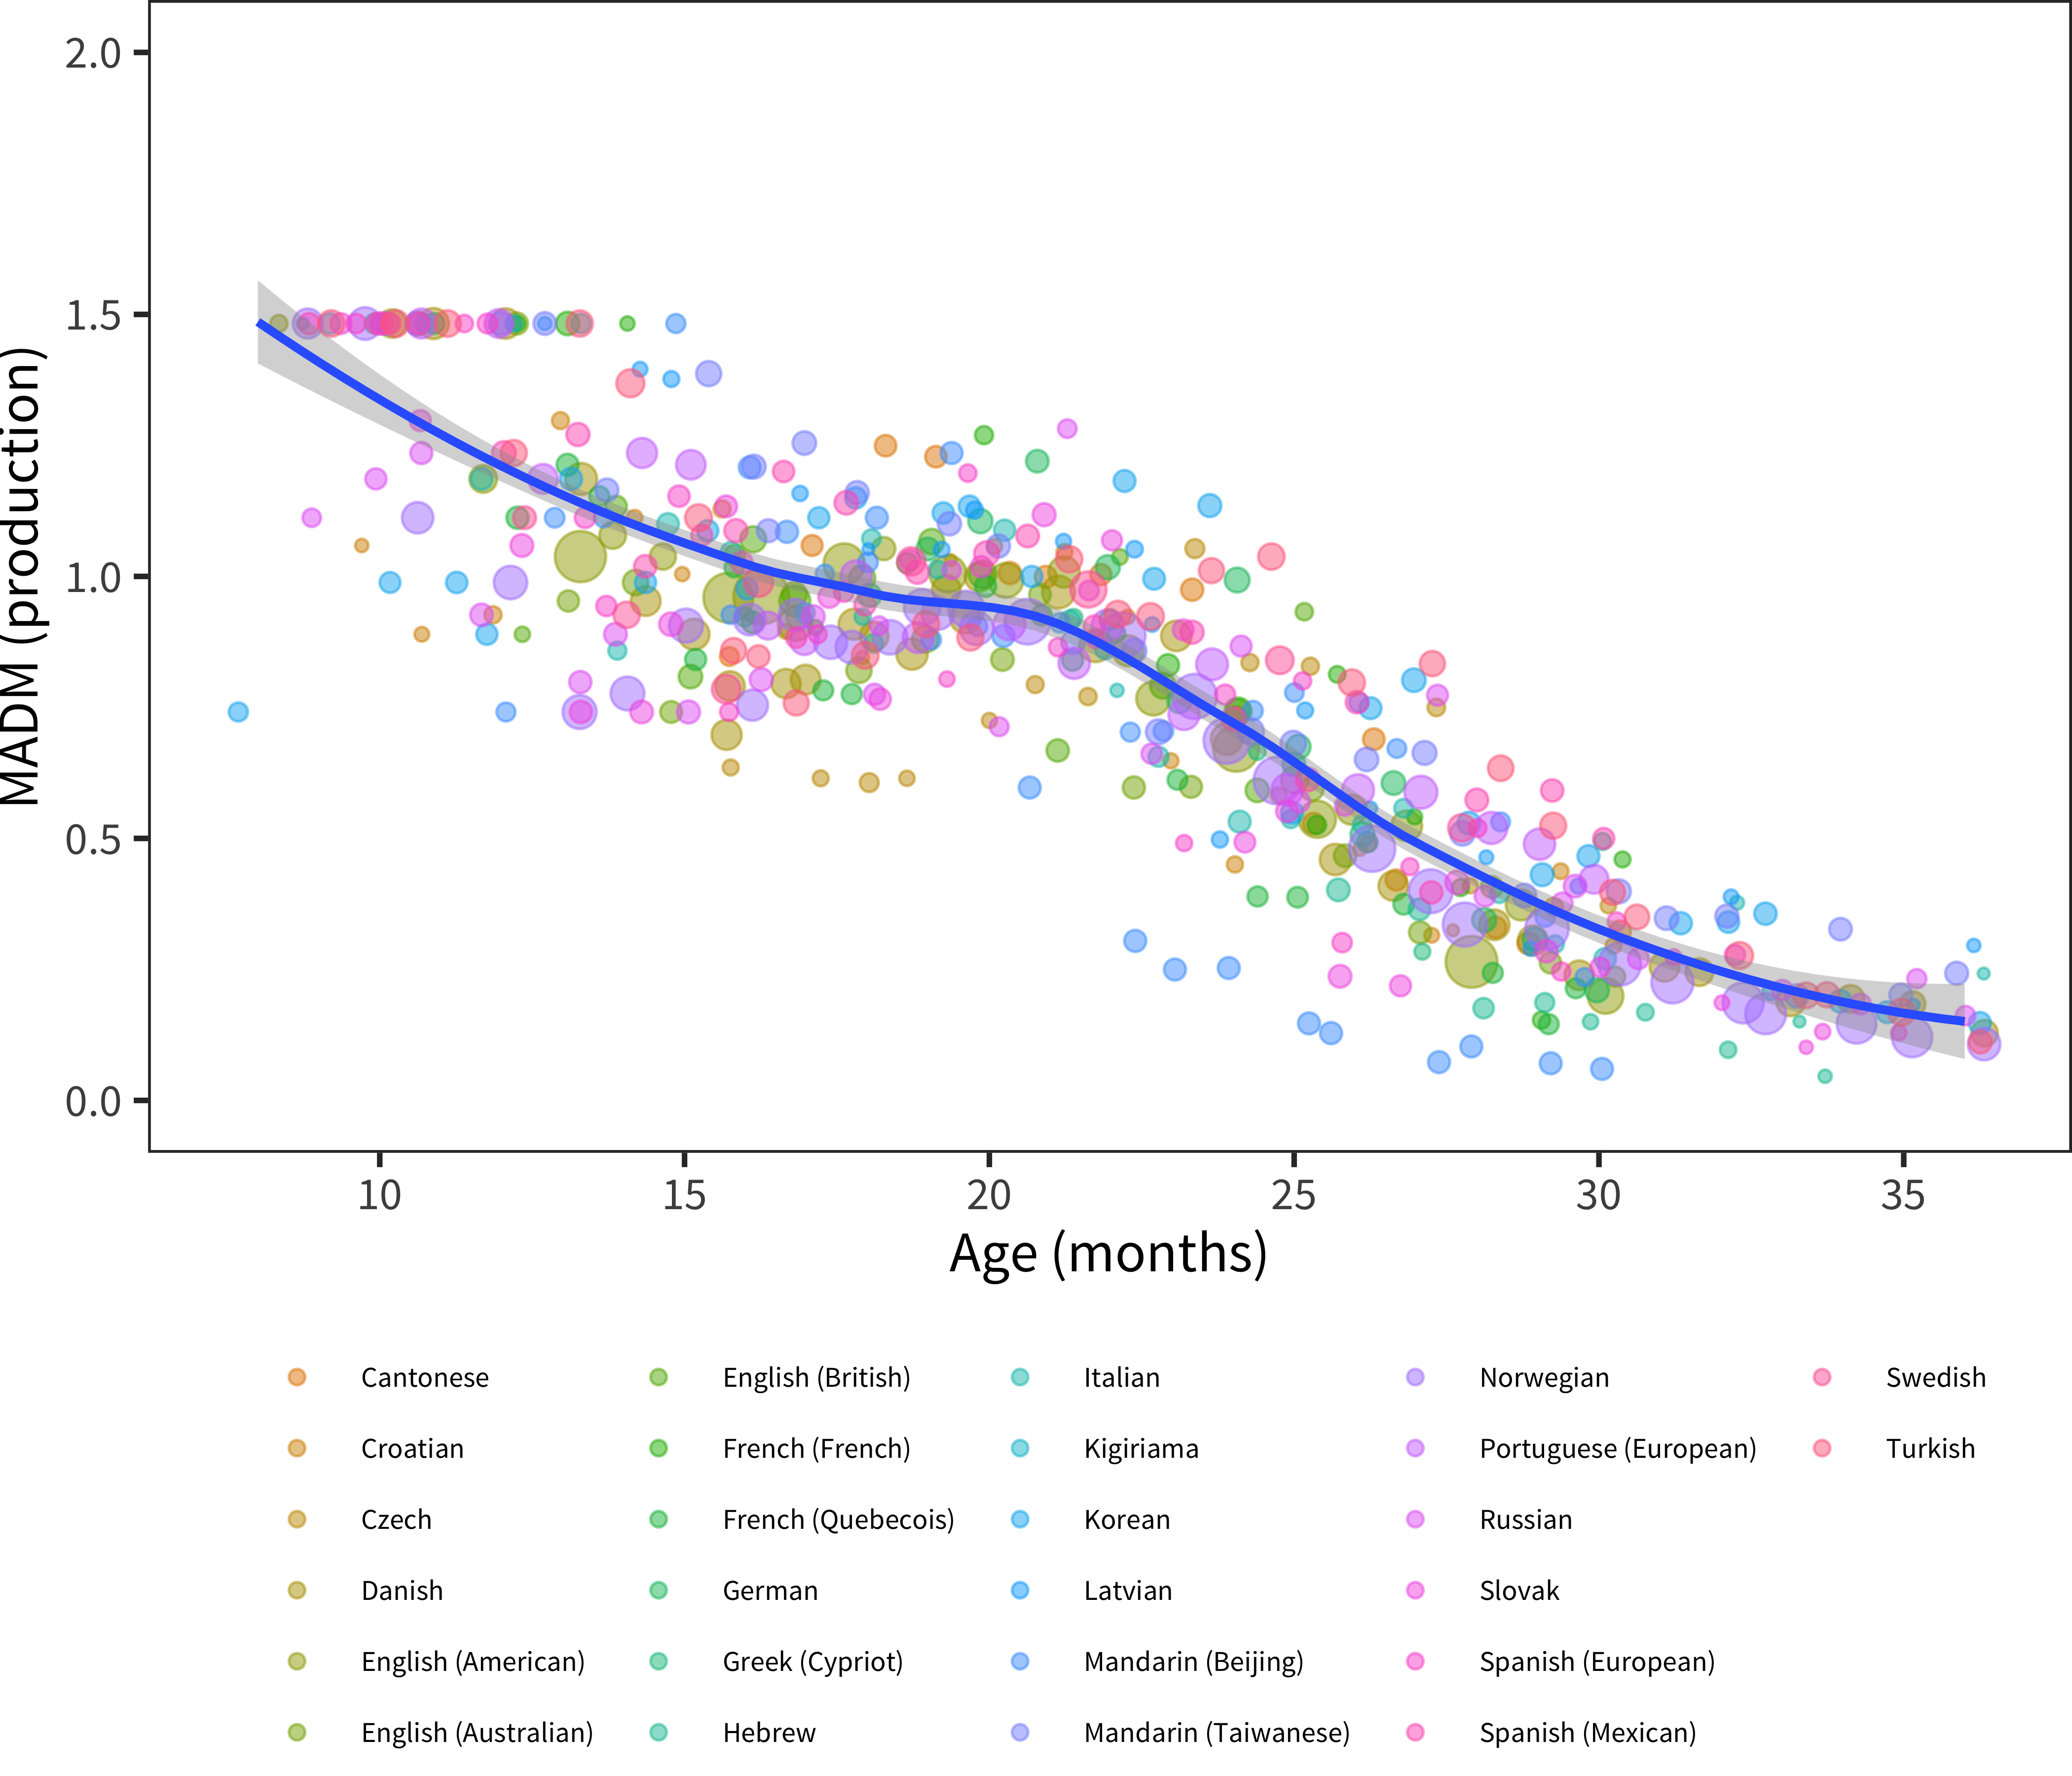 MADM (production)
2.0
1.5
1.0
0.5
0.0
10 15 20 25 30 35
Age (months)
Cantonese English (British) Italian Norwegian Swedish
Croatian French (French) Kigiriama Portuguese (European) Turkish
Czech French (Quebecois) Korean Russian
Danish German Latvian Slovak
English (American) Greek (Cypriot) Mandarin (Beijing) Spanish (European)
English (Australian) Hebrew Mandarin (Taiwanese) Spanish (Mexican)